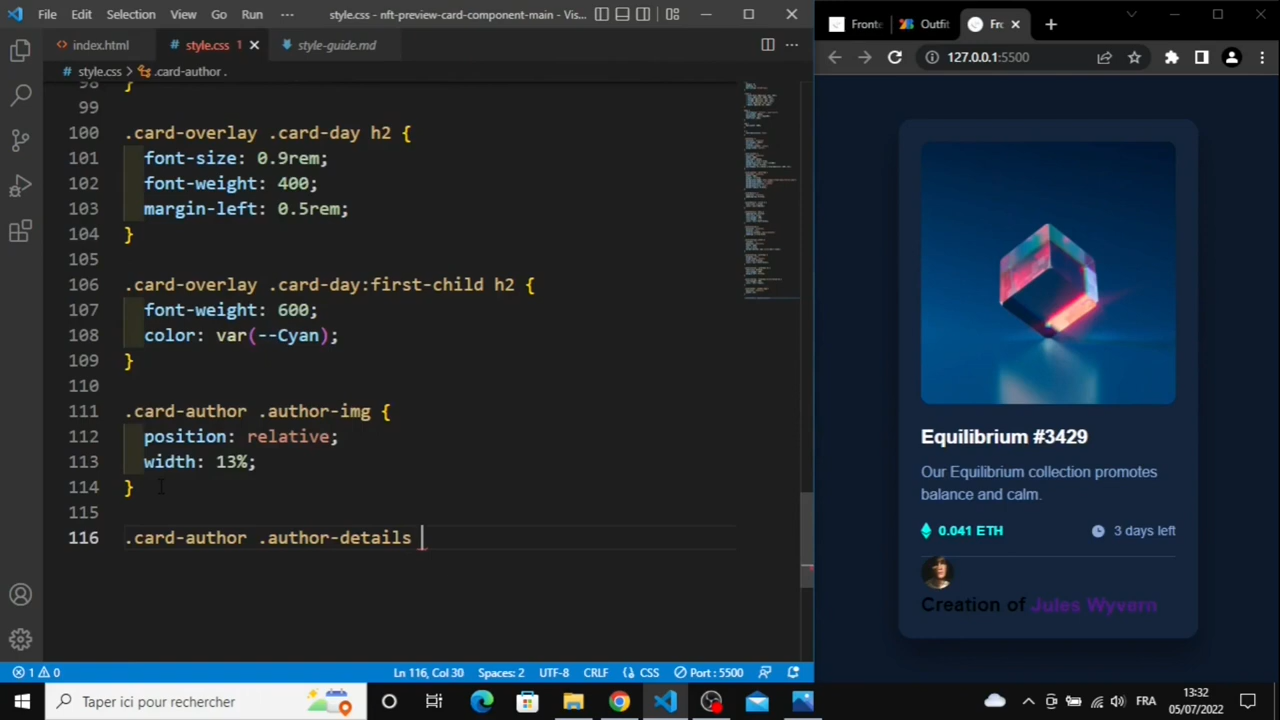 File Edit Selection View Go Run ··· style.css - nft-preview-card-component-main - Vis...
index.html style.css 1 style-guide.md
style.css > .card-author .
98 }
99
100 .card-overlay .card-day h2 {
101 font-size: 0.9rem;
102 font-weight: 400;
103 margin-left: 0.5rem;
104 }
105
106 .card-overlay .card-day:first-child h2 {
107 font-weight: 600;
108 color: var(--Cyan);
109 }
110
111 .card-author .author-img {
112 position: relative;
113 width: 13%;
114 }
115
116 .card-author .author-details
1 0 Ln 116, Col 30 Spaces: 2 UTF-8 CRLF CSS Port : 5500
Fronte Outfit Fro
127.0.0.1:5500
Equilibrium #3429
Our Equilibrium collection promotes
balance and calm.
0.041 ETH 3 days left
Creation of Jules Wyvern
Taper ici pour rechercher
FRA 13:32
05/07/2022